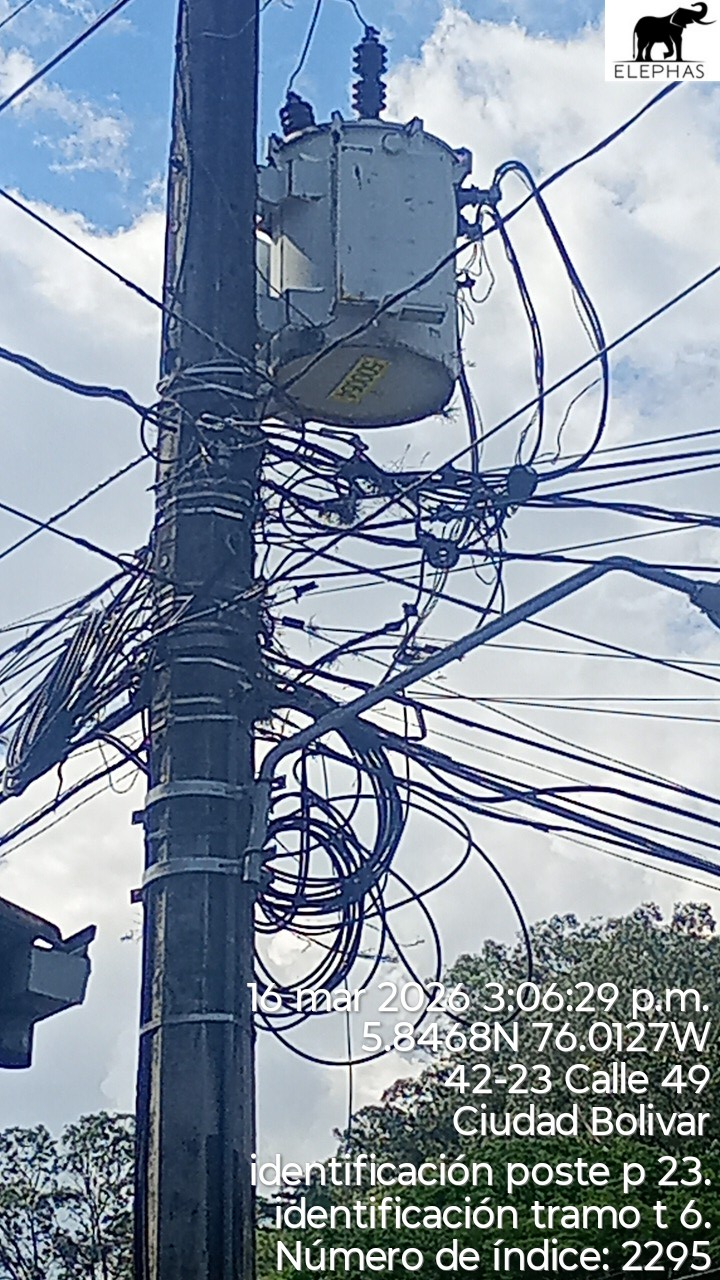 ELEPHAS
16 mar 2026 3:06:29 p.m.
5.8468N 76.0127W
42-23 Calle 49
Ciudad Bolivar
identificación poste p 23.
identificación tramo t 6.
Número de índice: 2295